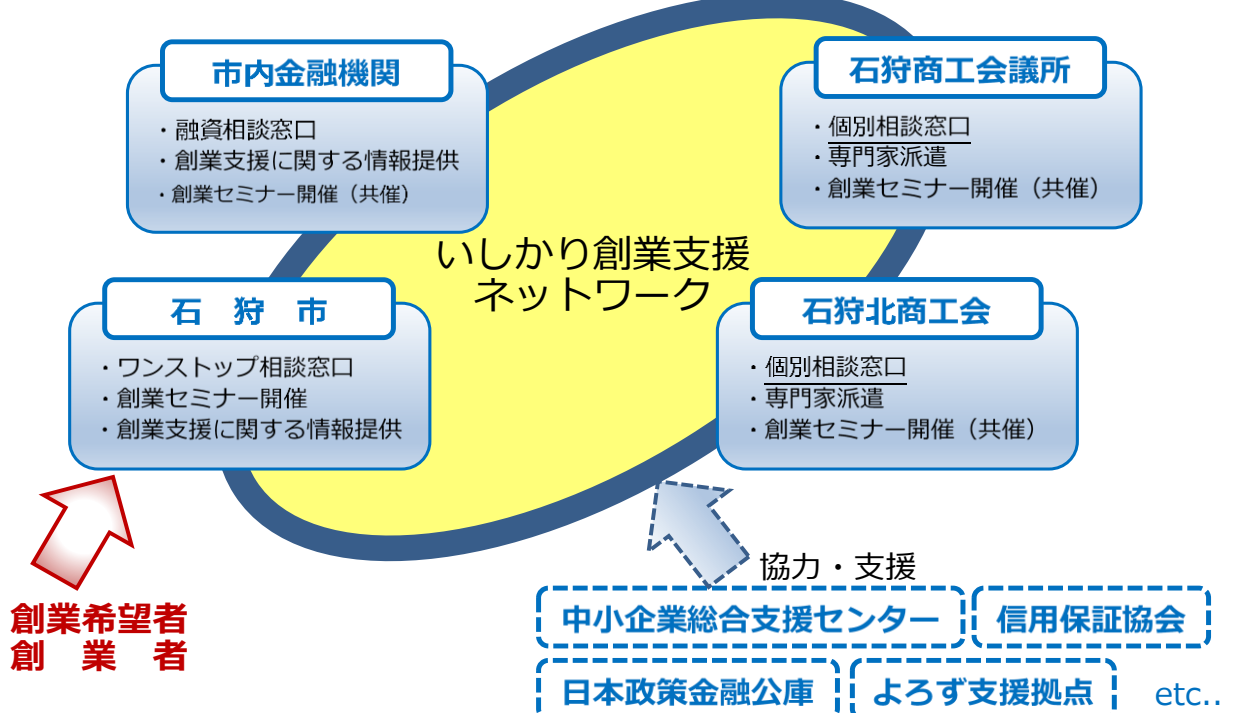 市内金融機関
・融資相談窓口
・創業支援に関する情報提供
・創業セミナー開催（共催）
石狩商工会議所
・個別相談窓口
・専門家派遣
・創業セミナー開催（共催）
いしかり創業支援
ネットワーク
石 狩 市
・ワンストップ相談窓口
・創業セミナー開催
・創業支援に関する情報提供
石狩北商工会
・個別相談窓口
・専門家派遣
・創業セミナー開催（共催）
創業希望者
創 業 者
協力・支援
中小企業総合支援センター
信用保証協会
日本政策金融公庫
よろず支援拠点
etc..